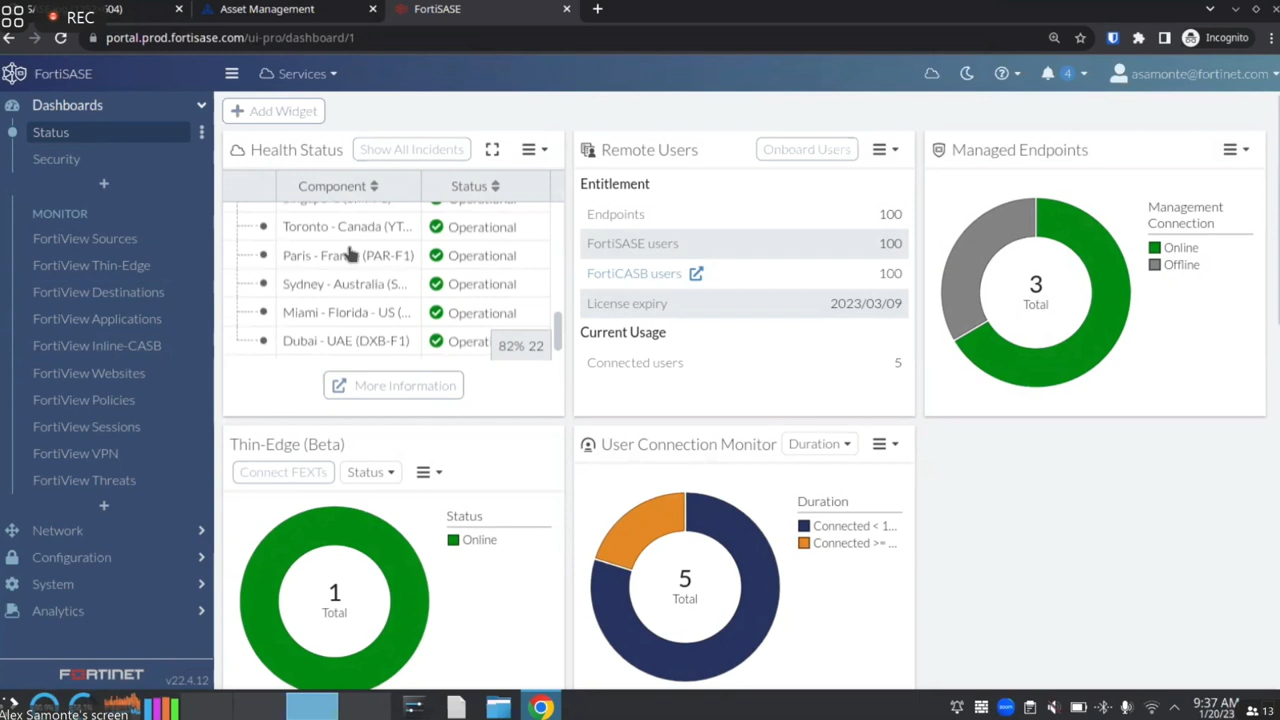 REC
604)
Asset Management
FortiSASE
portal.prod.fortisase.com/ui-pro/dashboard/1
Incognito
FortiSASE
Services
4
asamonte@fortinet.com
Dashboards
Status
Security
MONITOR
FortiView Sources
FortiView Thin-Edge
FortiView Destinations
FortiView Applications
FortiView Inline-CASB
FortiView Websites
FortiView Policies
FortiView Sessions
FortiView VPN
FortiView Threats
Network
Configuration
System
Analytics
FORTINET
v22.4.12
Add Widget
Health Status
Show All Incidents
Component
Status
Toronto - Canada (YT...
Operational
Paris - (PAR-F1)
Operational
Sydney - Australia (S...
Operational
Miami - Florida - US (...
Operational
Dubai - UAE (DXB-F1)
82% 22
More Information
Remote Users
Onboard Users
Entitlement
Endpoints 100
FortiSASE users 100
FortiCASB users 100
License expiry 2023/03/09
Current Usage
Connected users 5
Managed Endpoints
3
Total
Management
Connection
Online
Offline
Thin-Edge (Beta)
Connect FEXTs
Status
1
Total
Status
Online
User Connection Monitor
Duration
5
Total
Duration
Connected < 1...
Connected >= ...
Alex Samonte's screen
9:37 AM
1/20/23
13